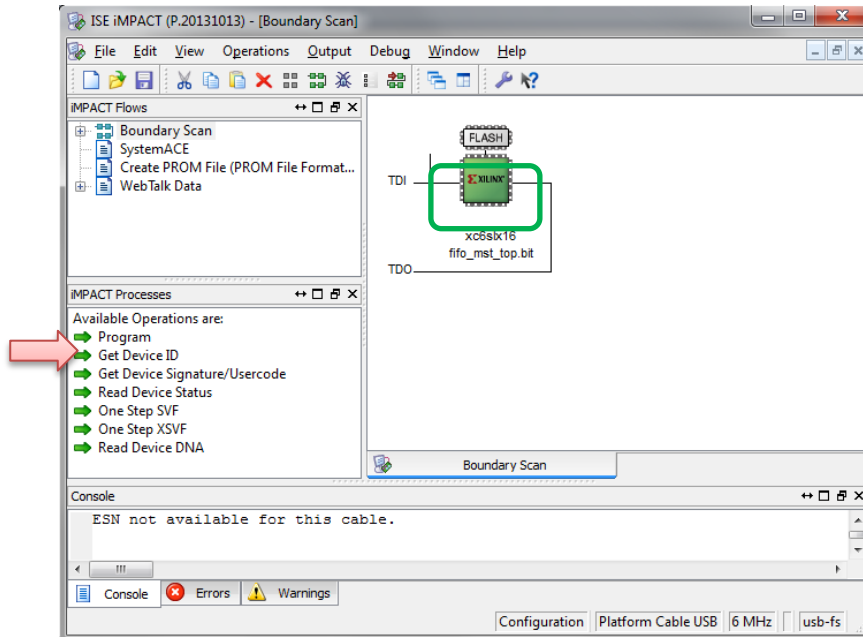 ISE iMPACT (P.20131013) - [Boundary Scan]
File Edit View Operations Output Debug Window Help
iMPACT Flows
Boundary Scan
SystemACE
Create PROM File (PROM File Format...
WebTalk Data
FLASH
TDI
XILINX
xc6slx16
fifo_mst_top.bit
TDO
iMPACT Processes
Available Operations are:
Program
Get Device ID
Get Device Signature/Usercode
Read Device Status
One Step SVF
One Step XSVF
Read Device DNA
Boundary Scan
Console
ESN not available for this cable.
Console Errors Warnings
Configuration Platform Cable USB 6 MHz usb-fs